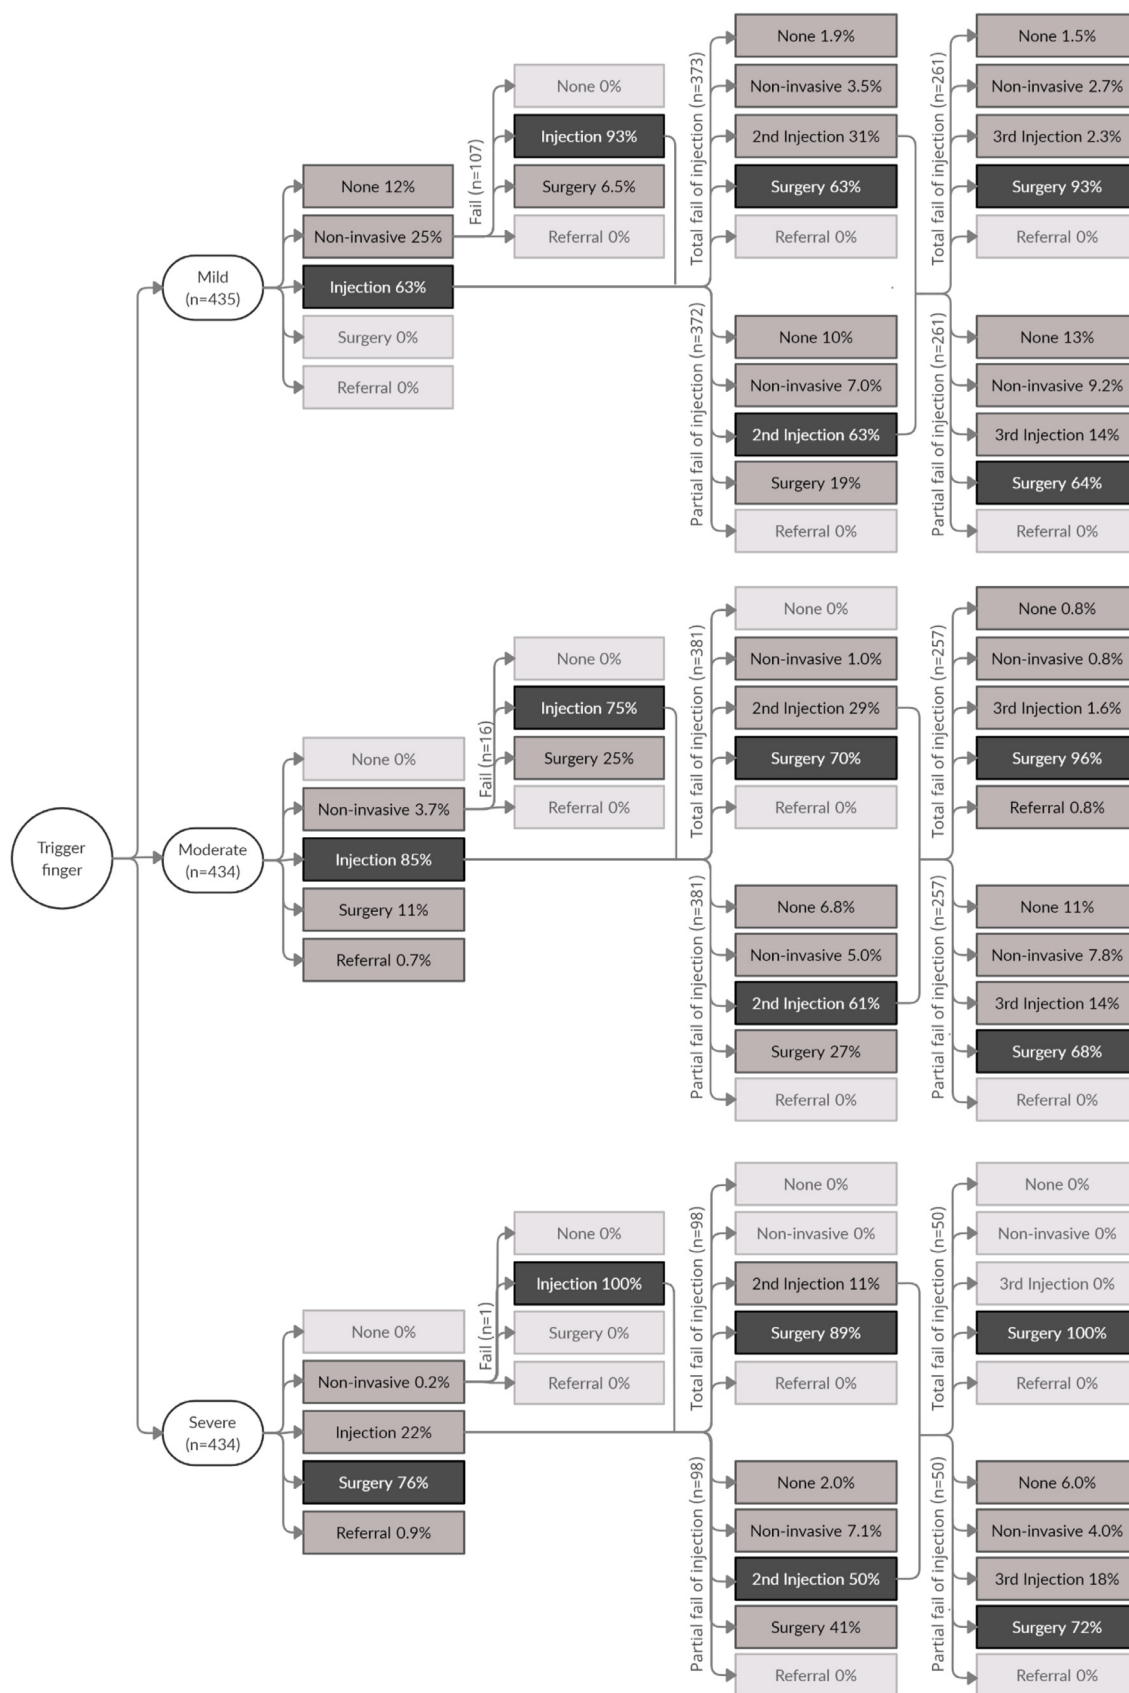 Trigger
finger
Mild
(n=435)
None 12%
Non-invasive 25%
Injection 63%
Surgery 0%
Referral 0%
Fail (n=107)
None 0%
Injection 93%
Surgery 6.5%
Referral 0%
Total fail of injection (n=373)
None 1.9%
Non-invasive 3.5%
2nd Injection 31%
Surgery 63%
Referral 0%
Partial fail of injection (n=372)
None 10%
Non-invasive 7.0%
2nd Injection 63%
Surgery 19%
Referral 0%
Total fail of injection (n=261)
None 1.5%
Non-invasive 2.7%
3rd Injection 2.3%
Surgery 93%
Referral 0%
Partial fail of injection (n=261)
None 13%
Non-invasive 9.2%
3rd Injection 14%
Surgery 64%
Referral 0%
Moderate
(n=434)
None 0%
Non-invasive 3.7%
Injection 85%
Surgery 11%
Referral 0.7%
Fail (n=16)
None 0%
Injection 75%
Surgery 25%
Referral 0%
Total fail of injection (n=381)
None 0%
Non-invasive 1.0%
2nd Injection 29%
Surgery 70%
Referral 0%
Partial fail of injection (n=381)
None 6.8%
Non-invasive 5.0%
2nd Injection 61%
Surgery 27%
Referral 0%
Total fail of injection (n=257)
None 0.8%
Non-invasive 0.8%
3rd Injection 1.6%
Surgery 96%
Referral 0.8%
Partial fail of injection (n=257)
None 11%
Non-invasive 7.8%
3rd Injection 14%
Surgery 68%
Referral 0%
Severe
(n=434)
None 0%
Non-invasive 0.2%
Injection 22%
Surgery 76%
Referral 0.9%
Fail (n=1)
None 0%
Injection 100%
Surgery 0%
Referral 0%
Total fail of injection (n=98)
None 0%
Non-invasive 0%
2nd Injection 11%
Surgery 89%
Referral 0%
Partial fail of injection (n=98)
None 2.0%
Non-invasive 7.1%
2nd Injection 50%
Surgery 41%
Referral 0%
Total fail of injection (n=50)
None 0%
Non-invasive 0%
3rd Injection 0%
Surgery 100%
Referral 0%
Partial fail of injection (n=50)
None 6.0%
Non-invasive 4.0%
3rd Injection 18%
Surgery 72%
Referral 0%